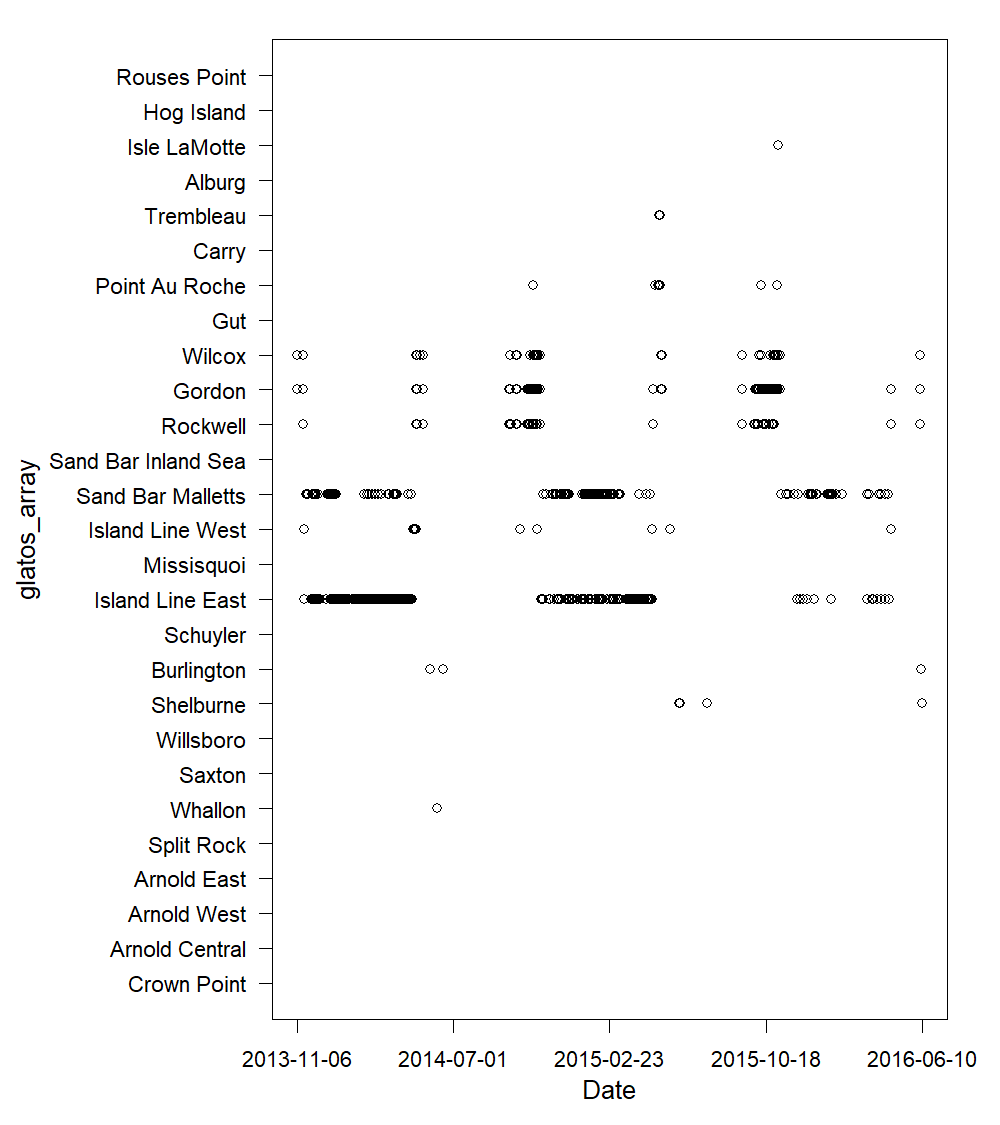 Rouses Point
Hog Island
Isle LaMotte
Alburg
Trembleau
Carry
Point Au Roche
Gut
Wilcox
Gordon
Rockwell
Sand Bar Inland Sea
Sand Bar Malletts
Island Line West
Missisquoi
Island Line East
Schuyler
Burlington
Shelburne
Willsboro
Saxton
Whallon
Split Rock
Arnold East
Arnold West
Arnold Central
Crown Point
glatos_array
2013-11-06 2014-07-01 2015-02-23 2015-10-18 2016-06-10
Date